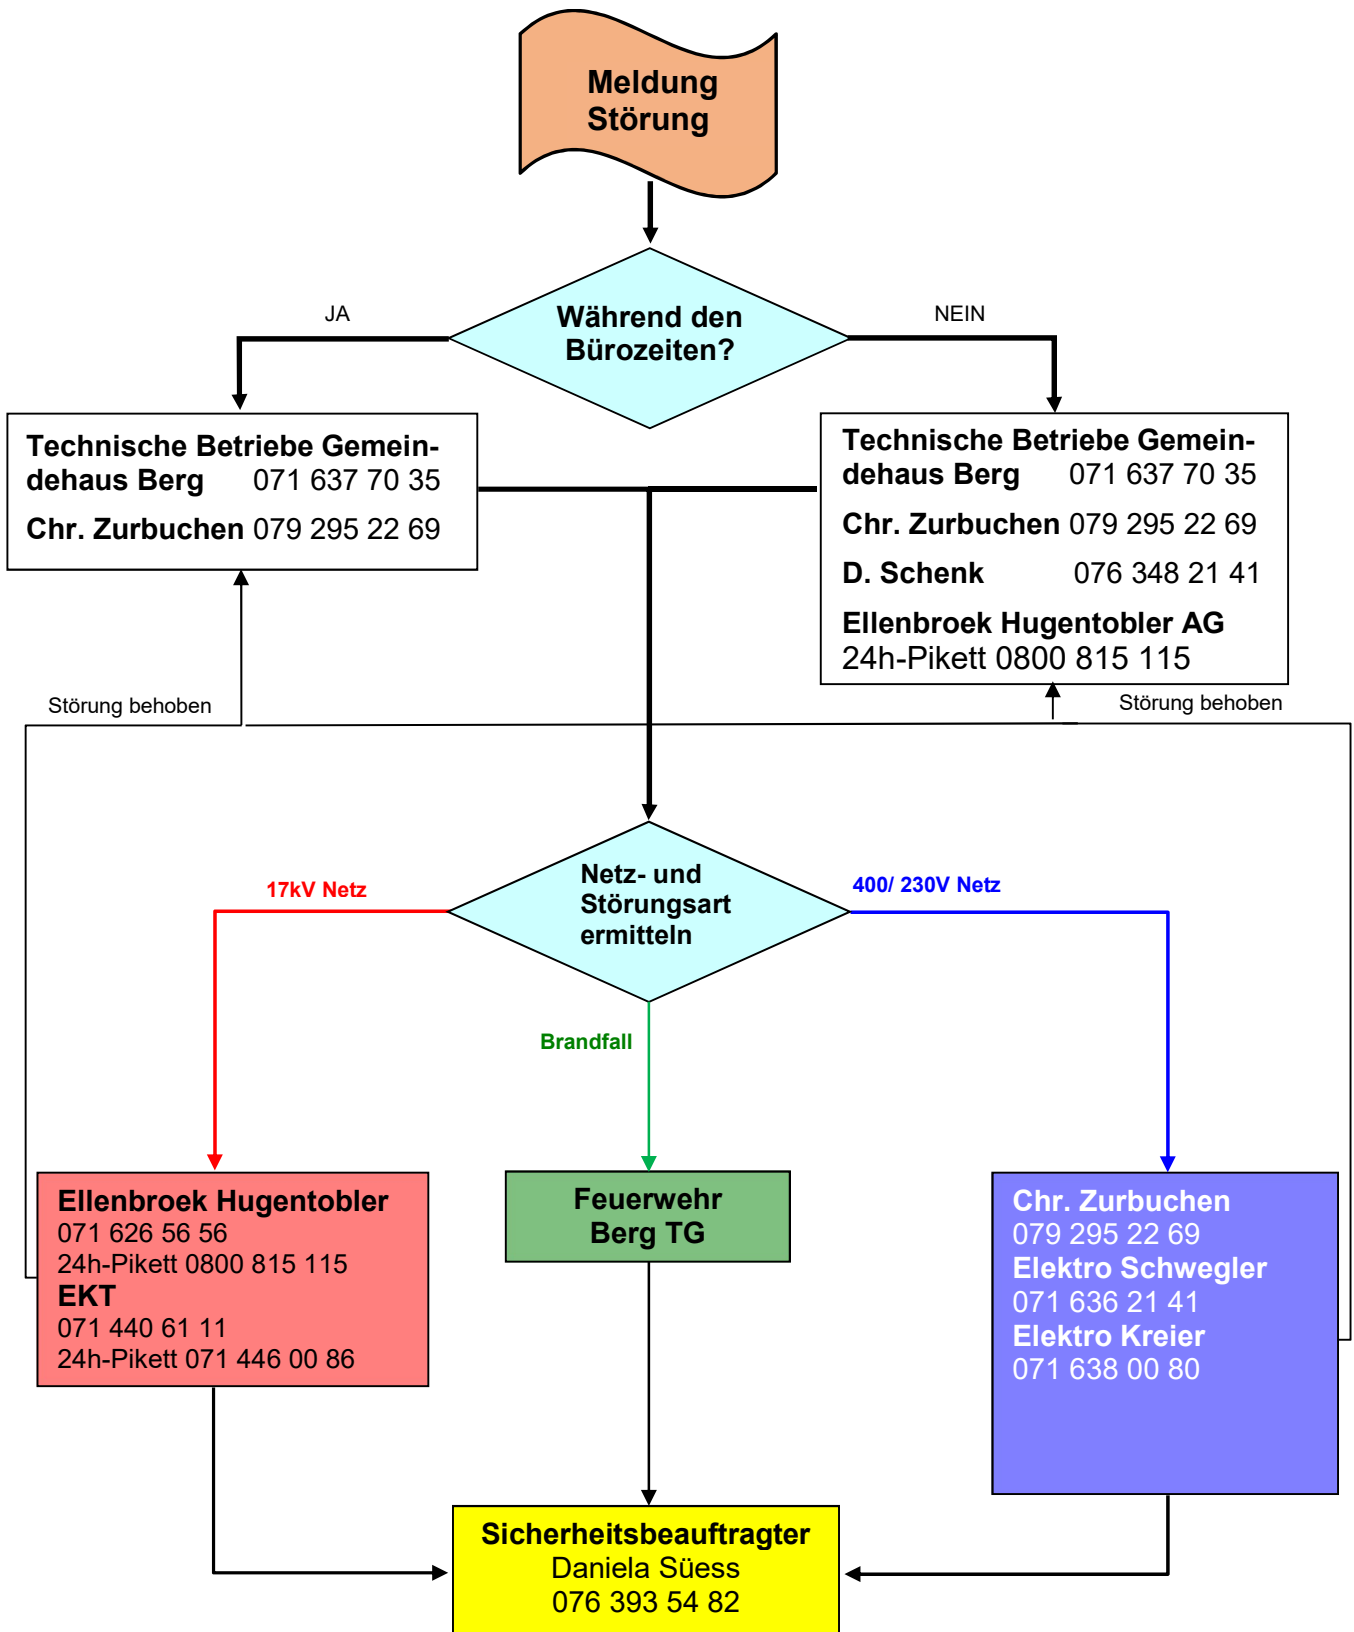 Meldung
Störung
Während den
Bürozeiten?
JA
NEIN
Technische Betriebe Gemein-
dehaus Berg 071 637 70 35
Chr. Zurbuchen 079 295 22 69
Technische Betriebe Gemein-
dehaus Berg 071 637 70 35
Chr. Zurbuchen 079 295 22 69
D. Schenk 076 348 21 41
Ellenbroek Hugentobler AG
24h-Pikett 0800 815 115
Störung behoben
Störung behoben
Netz- und
Störungsart
ermitteln
17kV Netz
400/ 230V Netz
Brandfall
Ellenbroek Hugentobler
071 626 56 56
24h-Pikett 0800 815 115
EKT
071 440 61 11
24h-Pikett 071 446 00 86
Feuerwehr
Berg TG
Chr. Zurbuchen
079 295 22 69
Elektro Schwegler
071 636 21 41
Elektro Kreier
071 638 00 80
Sicherheitsbeauftragter
Daniela Süess
076 393 54 82